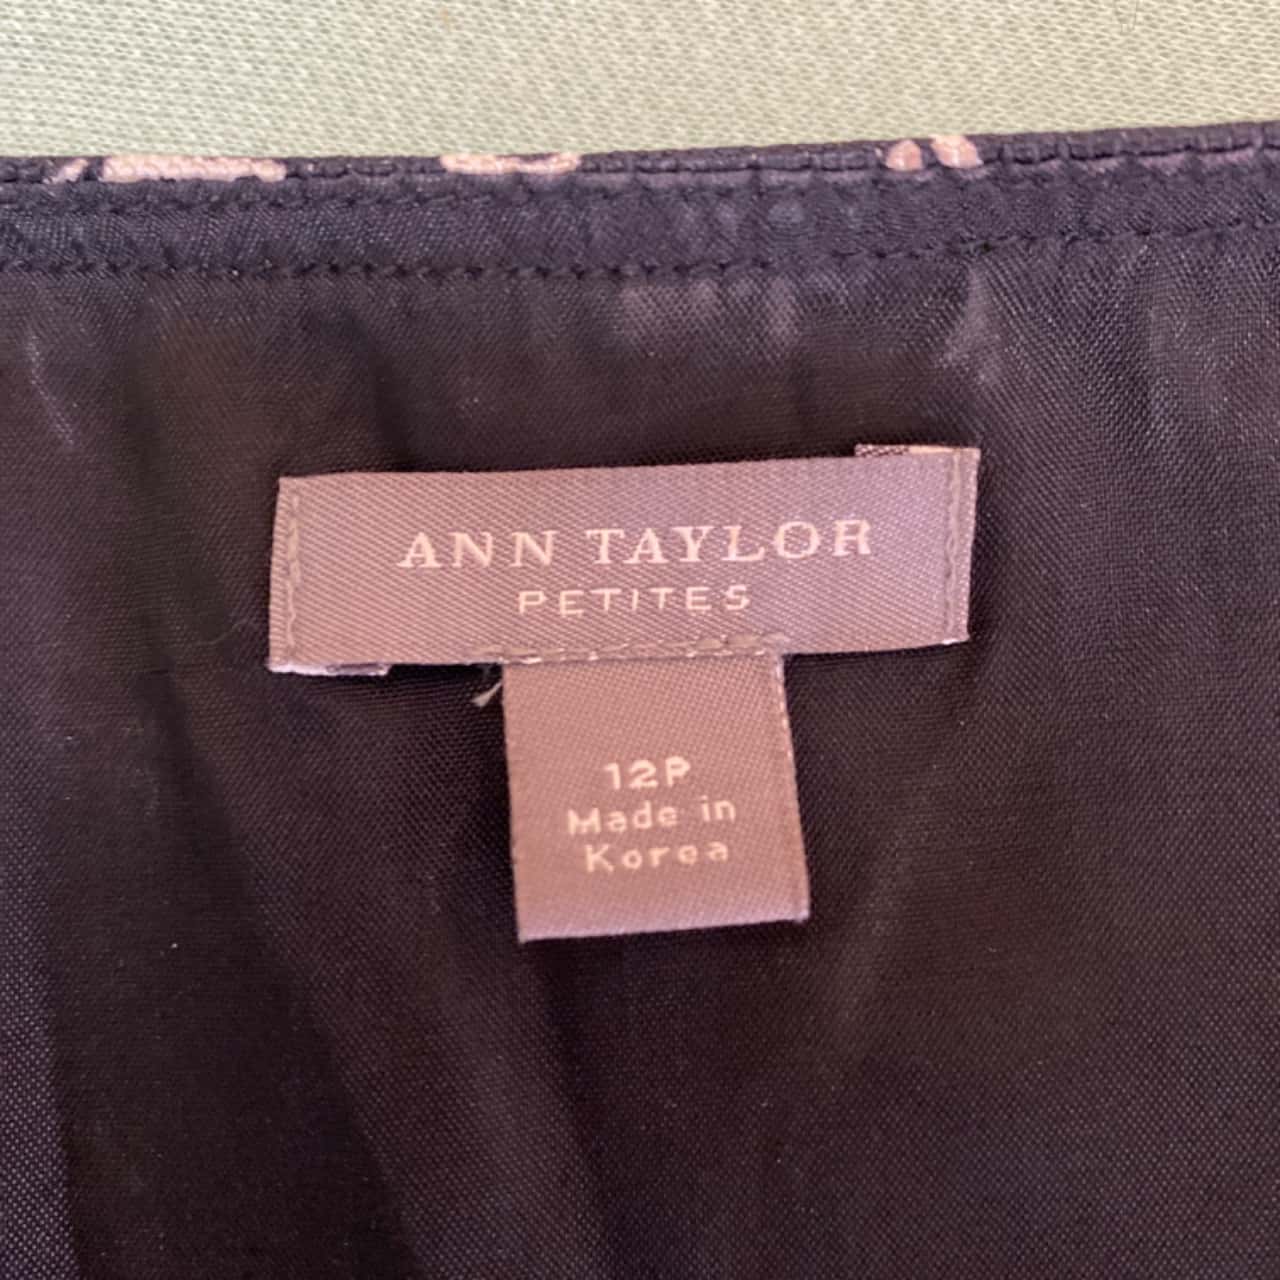 ANN TAYLOR
PETITES
12P
Made in
Korea